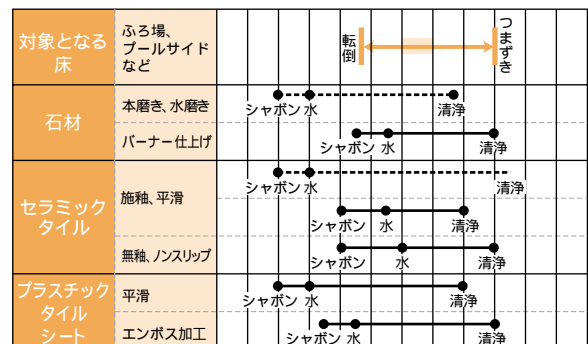 対象となる
床
ふろ場、
プールサイド
など
転倒
つまずき
石材
本磨き、水磨き
シャボン 水 清浄
バーナー仕上げ
シャボン 水 清浄
セラミック
タイル
施釉、平滑
シャボン 水 清浄
シャボン 水 清浄
無釉、ノンスリップ
シャボン 水 清浄
プラスチック
タイル
シート
平滑
シャボン 水 清浄
エンボス加工
シャボン 水 清浄